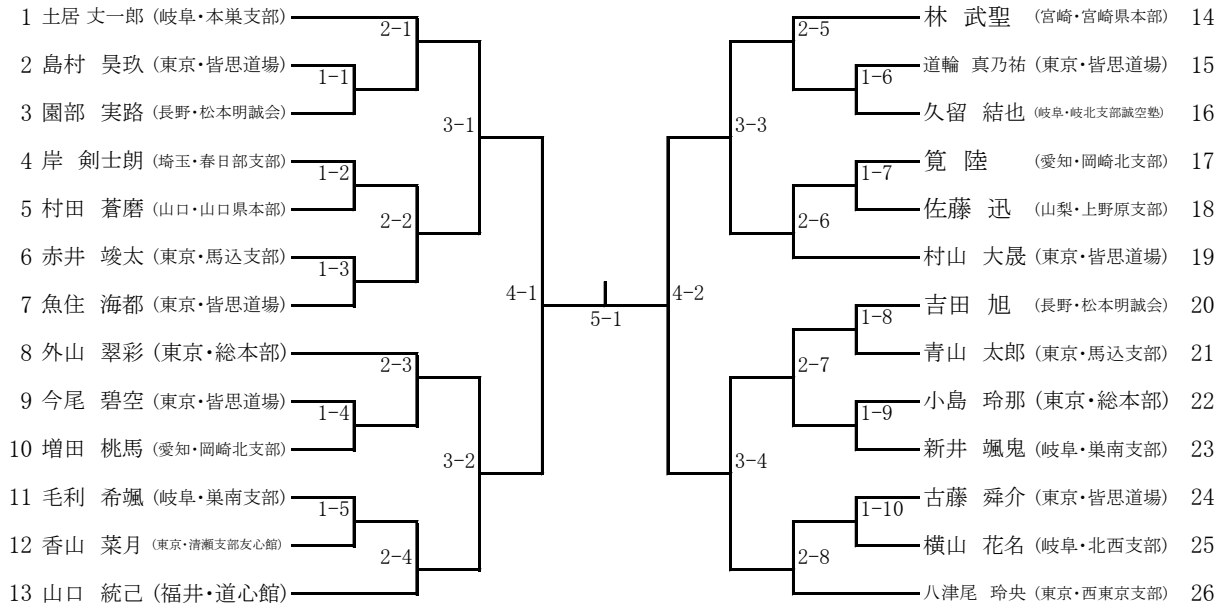 1 土居 丈一郎 (岐阜・本巣支部)
2 島村 昊玖 (東京・皆思道場)
3 園部 実路 (長野・松本明誠会)
4 岸 剣士朗 (埼玉・春日部支部)
5 村田 蒼磨 (山口・山口県本部)
6 赤井 竣太 (東京・馬込支部)
7 魚住 海都 (東京・皆思道場)
8 外山 翠彩 (東京・総本部)
9 今尾 碧空 (東京・皆思道場)
10 増田 桃馬 (愛知・岡崎北支部)
11 毛利 希颯 (岐阜・巣南支部)
12 香山 菜月 (東京・清瀬支部友心館)
13 山口 統己 (福井・道心館)
2-1
1-1
3-1
1-2
2-2
1-3
4-1
2-3
1-4
3-2
1-5
2-4
5-1
2-5
1-6
3-3
1-7
2-6
4-2
1-8
2-7
1-9
3-4
1-10
2-8
林 武聖 (宮崎・宮崎県本部) 14
道輪 真乃祐 (東京・皆思道場) 15
久留 結也 (岐阜・岐北支部誠空塾) 16
筧 陸 (愛知・岡崎北支部) 17
佐藤 迅 (山梨・上野原支部) 18
村山 大晟 (東京・皆思道場) 19
吉田 旭 (長野・松本明誠会) 20
青山 太郎 (東京・馬込支部) 21
小島 玲那 (東京・総本部) 22
新井 颯鬼 (岐阜・巣南支部) 23
古藤 舜介 (東京・皆思道場) 24
横山 花名 (岐阜・北西支部) 25
八津尾 玲央 (東京・西東京支部) 26